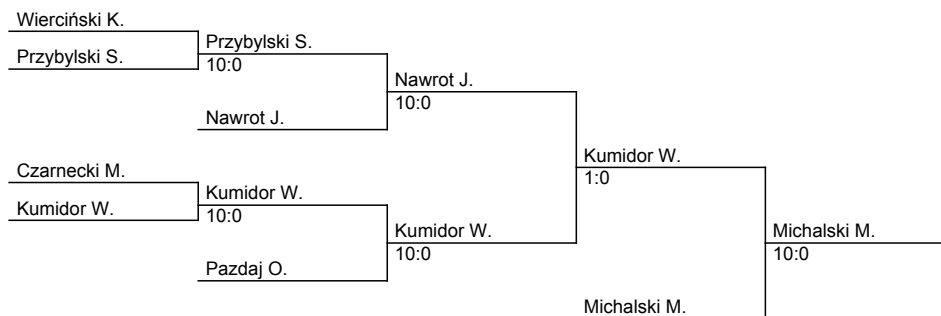 Wierciński K.
Przybylski S.
Przybylski S.
10:0
Nawrot J.
Nawrot J.
10:0
Czarnecki M.
Kumidor W.
Kumidor W.
10:0
Pazdaj O.
Kumidor W.
10:0
Kumidor W.
1:0
Michalski M.
Michalski M.
10:0